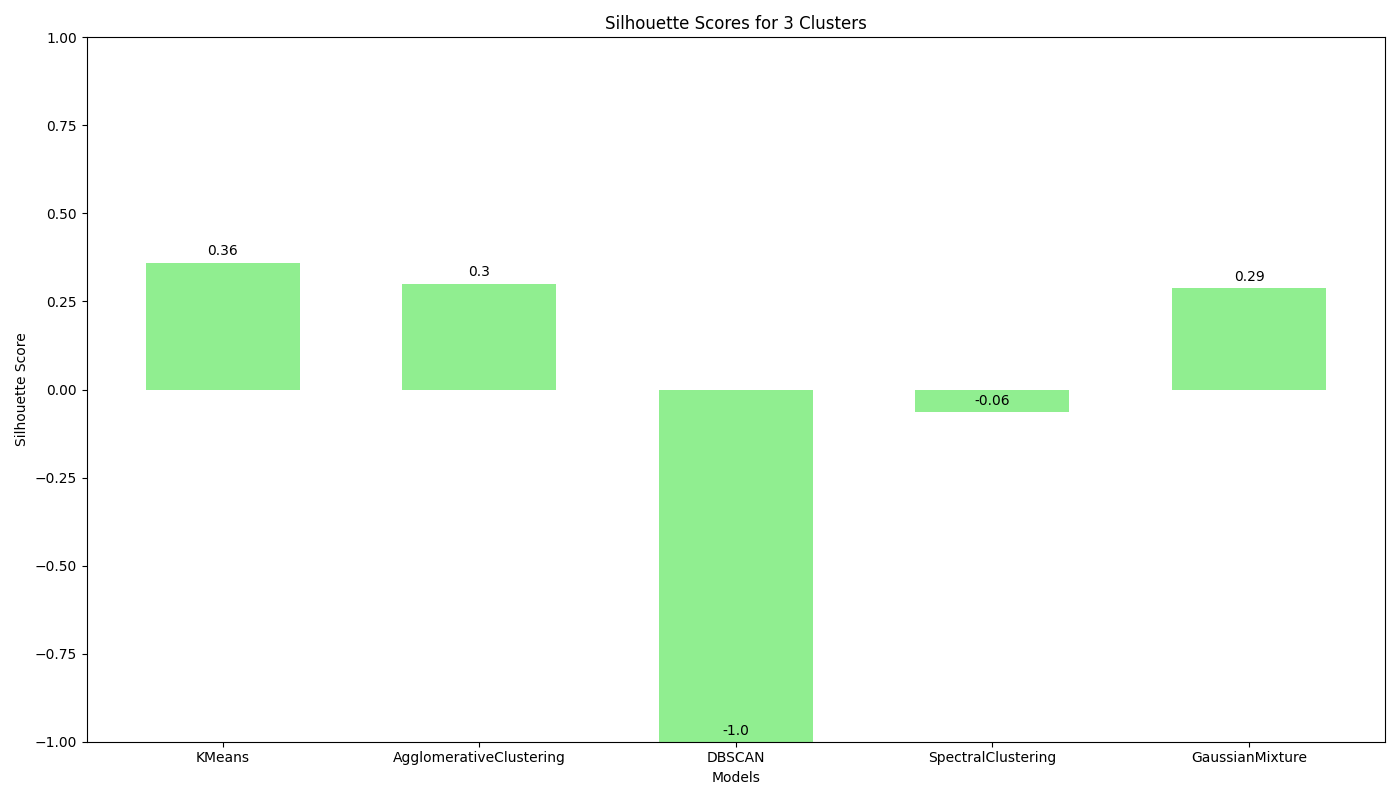 Silhouette Scores for 3 Clusters
1.00
0.75
0.50
0.25
0.00
−0.25
−0.50
−0.75
−1.00
Silhouette Score
0.36
0.3
-1.0
-0.06
0.29
KMeans
AgglomerativeClustering
DBSCAN
SpectralClustering
GaussianMixture
Models